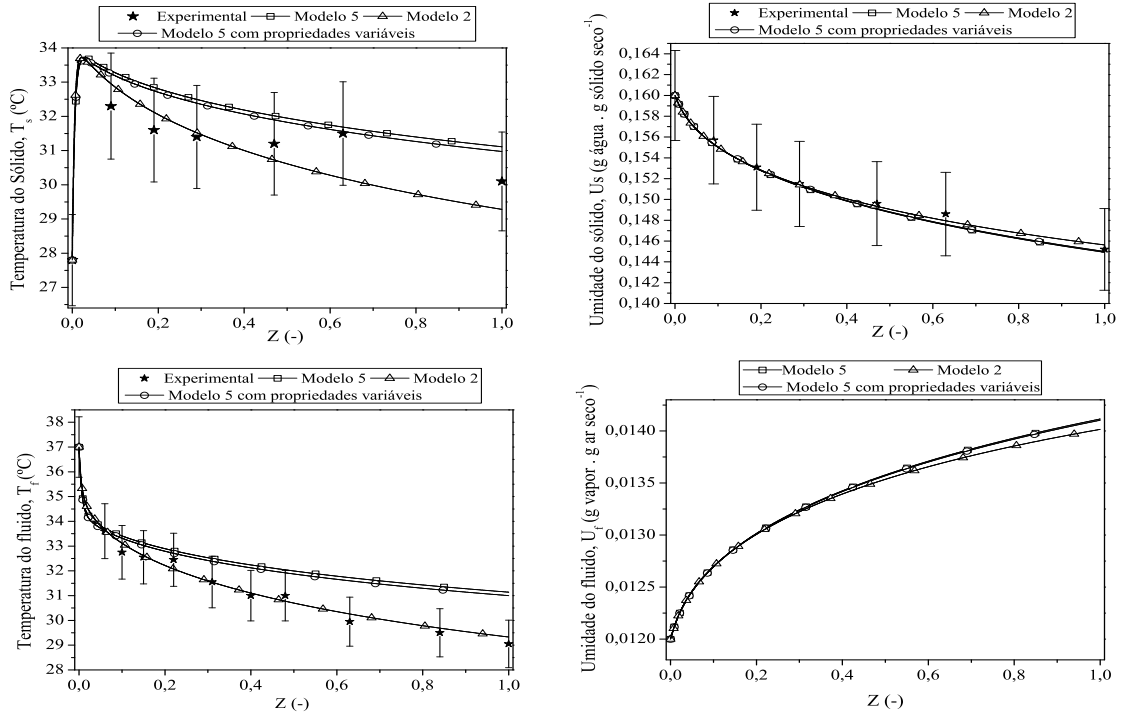 Experimental Modelo 5 Modelo 2
Modelo 5 com propriedades variáveis
Temperatura do Sólido, Ts (ºC)
34
33
32
31
30
29
28
27
0,0 0,2 0,4 0,6 0,8 1,0
Z (-)
Experimental Modelo 5 Modelo 2
Modelo 5 com propriedades variáveis
Umidade do sólido, Us (g água . g sólido seco-1)
0,164
0,162
0,160
0,158
0,156
0,154
0,152
0,150
0,148
0,146
0,144
0,142
0,140
0,0 0,2 0,4 0,6 0,8 1,0
Z (-)
Experimental Modelo 5 Modelo 2
Modelo 5 com propriedades variáveis
Temperatura do fluido, Tf (ºC)
38
37
36
35
34
33
32
31
30
29
28
0,0 0,2 0,4 0,6 0,8 1,0
Z (-)
Modelo 5 Modelo 2
Modelo 5 com propriedades variáveis
Umidade do fluido, Uf (g vapor . g ar seco-1)
0,0140
0,0135
0,0130
0,0125
0,0120
0,0 0,2 0,4 0,6 0,8 1,0
Z (-)